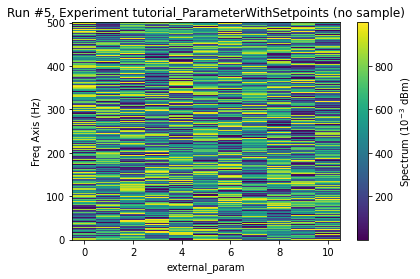 Run #5, Experiment tutorial_ParameterWithSetpoints (no sample)
500
400
300
200
100
0
Freq Axis (Hz)
0 2 4 6 8 10
external_param
800
600
400
200
Spectrum (10⁻³ dBm)